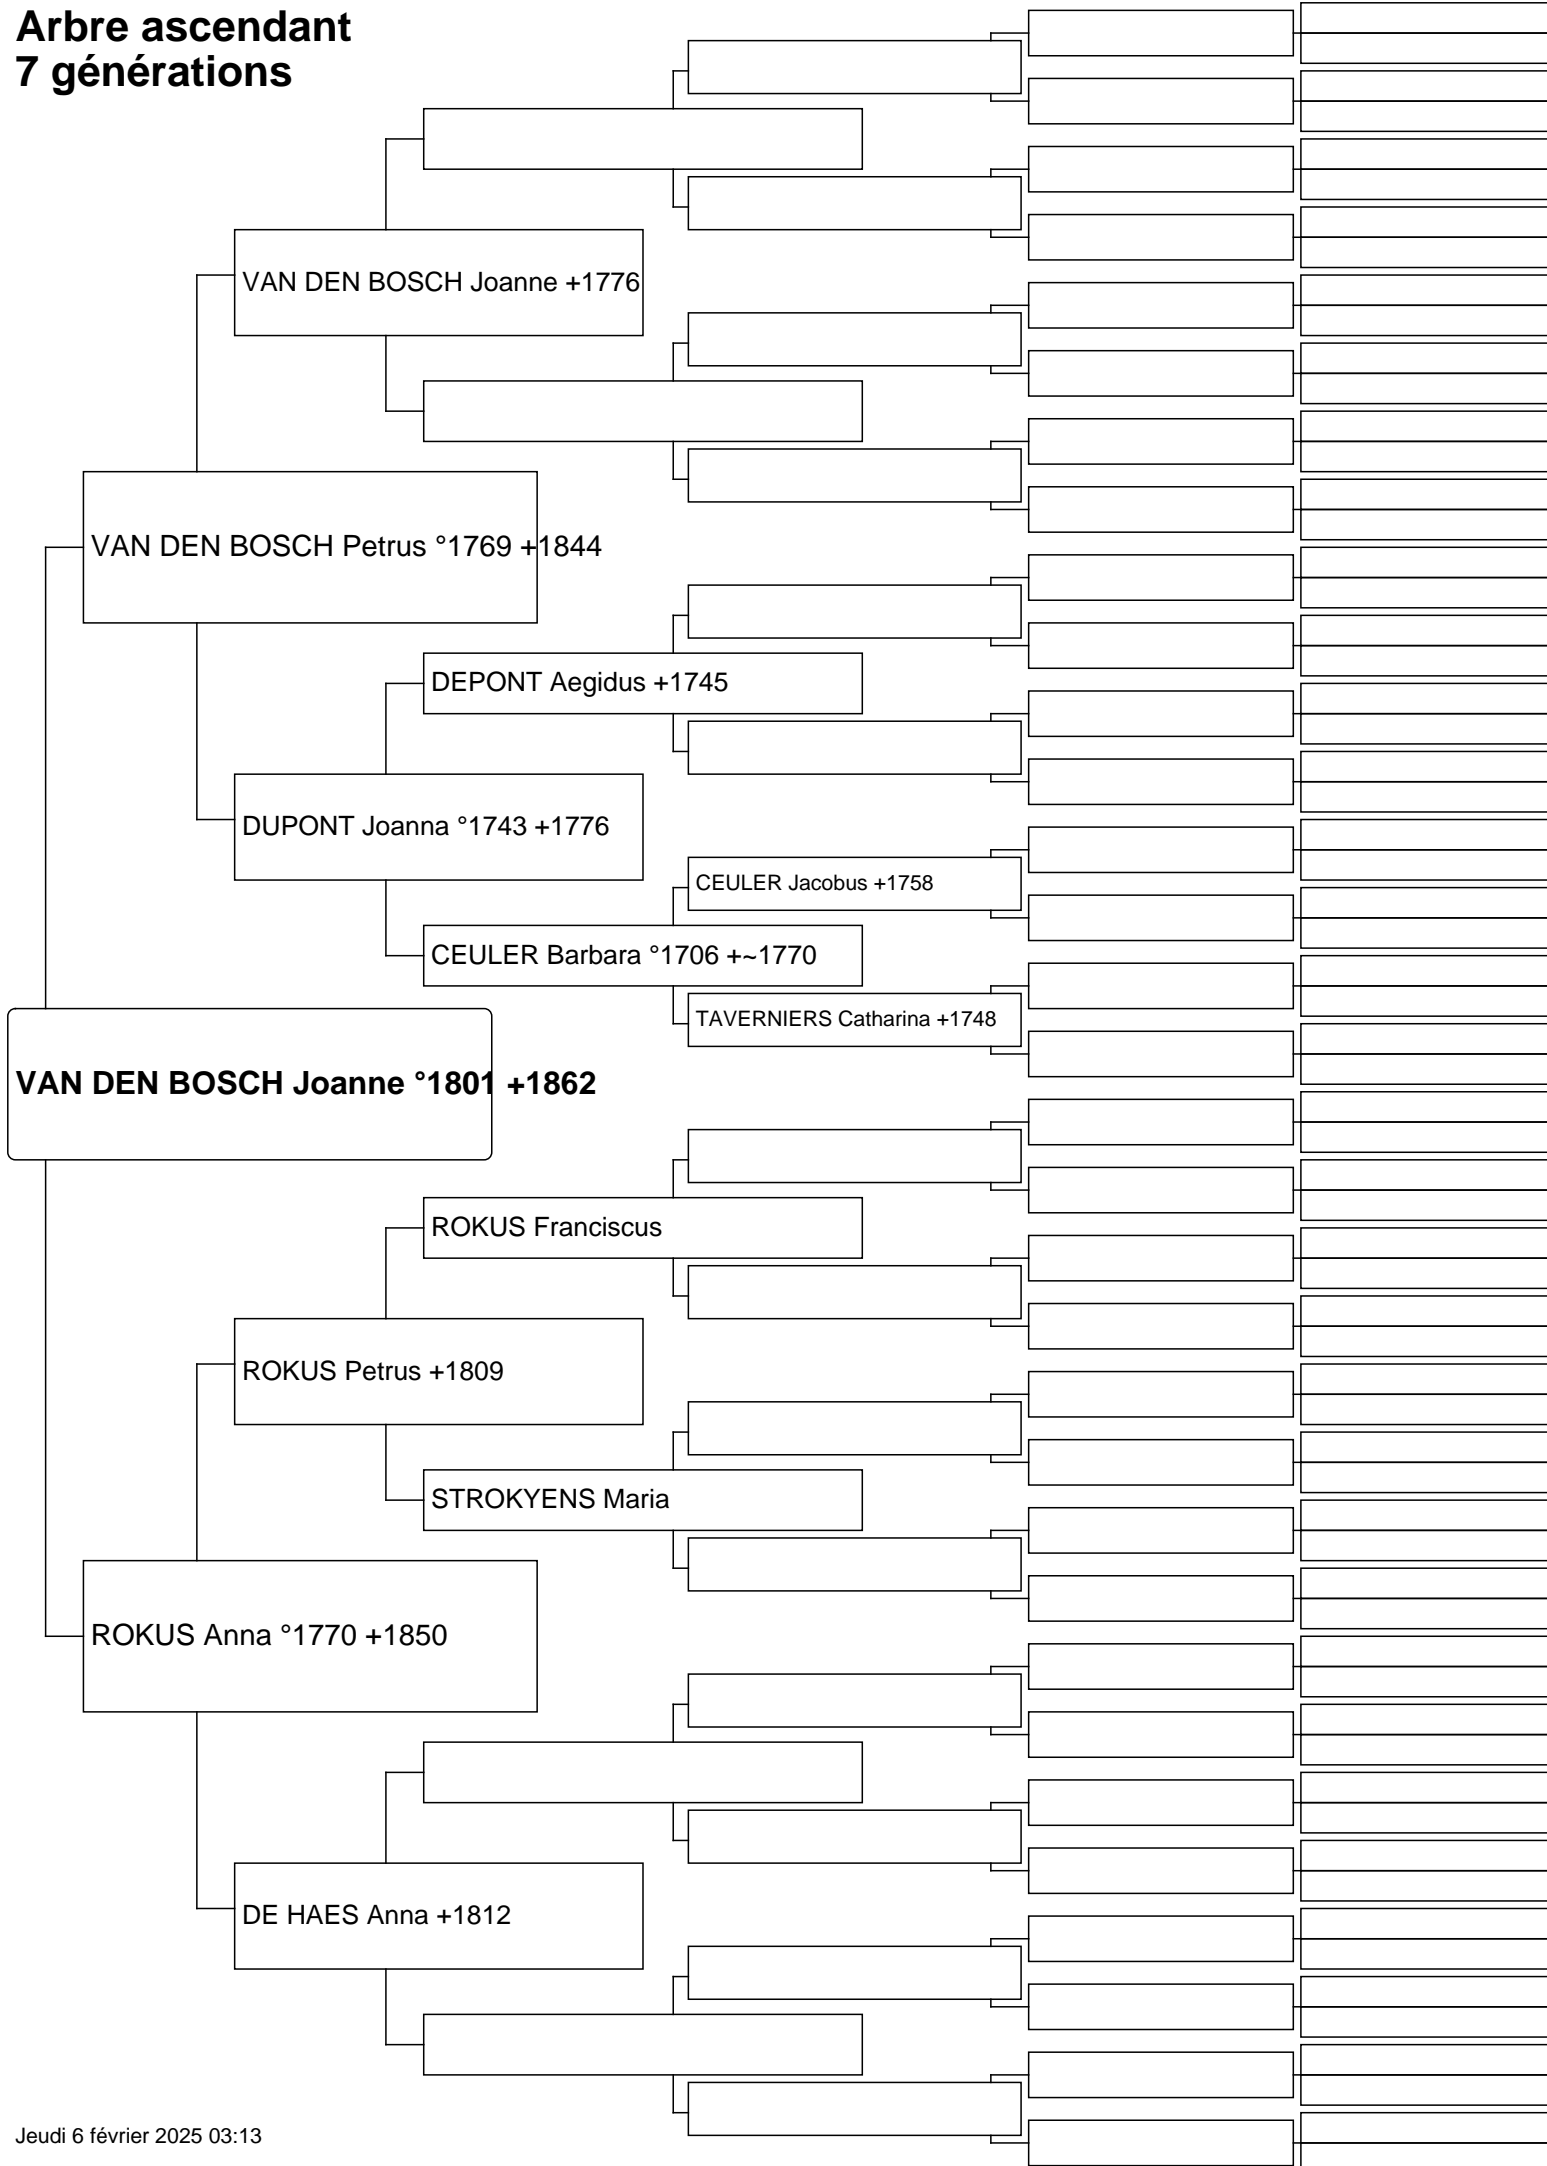 Arbre ascendant
7 générations
VAN DEN BOSCH Joanne +1776
VAN DEN BOSCH Petrus °1769 +1844
DEPONT Aegidus +1745
DUPONT Joanna °1743 +1776
CEULER Jacobus +1758
CEULER Barbara °1706 +~1770
TAVERNIERS Catharina +1748
VAN DEN BOSCH Joanne °1801 +1862
ROKUS Franciscus
ROKUS Petrus +1809
STROKYENS Maria
ROKUS Anna °1770 +1850
DE HAES Anna +1812
Jeudi 6 février 2025 03:13